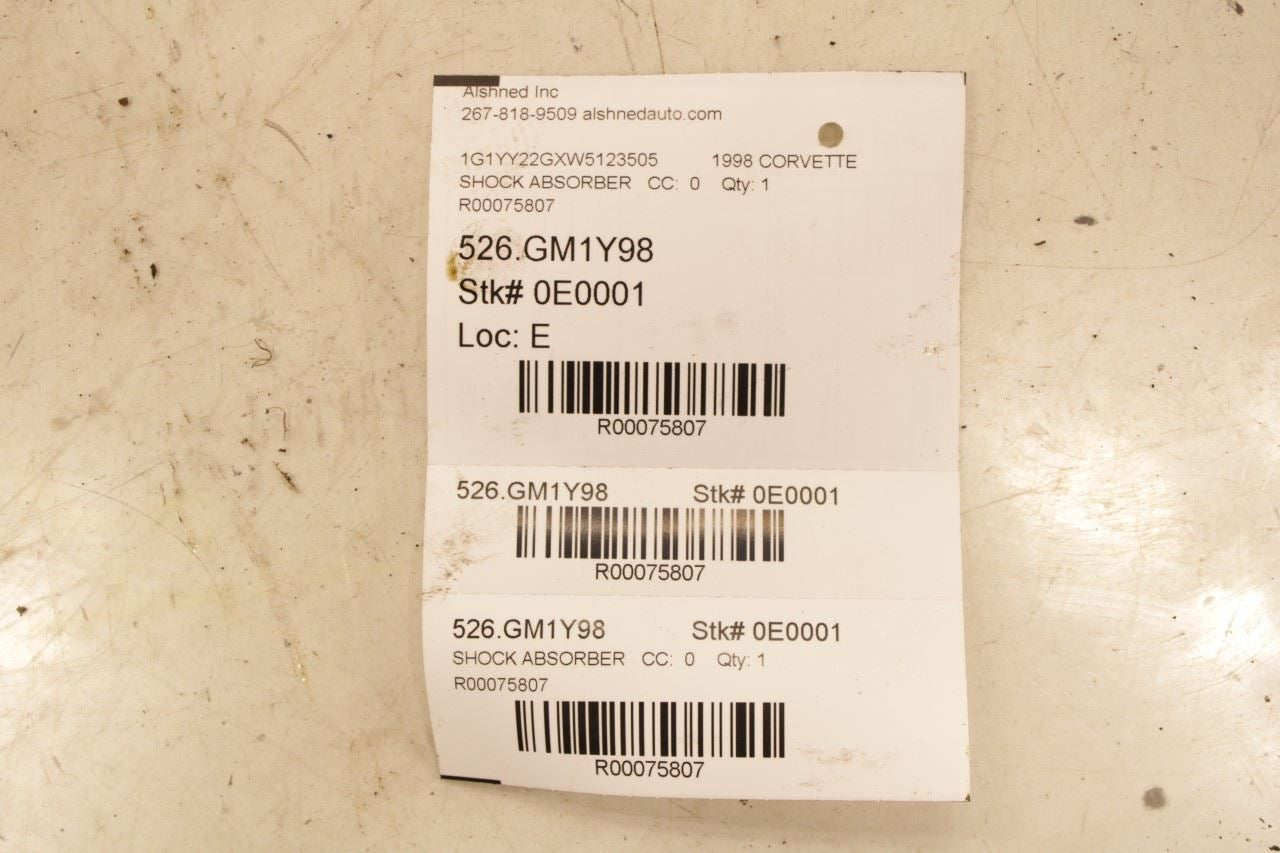 Alshned Inc
267-818-9509 alshnedauto.com
1G1YY22GXW5123505 1998 CORVETTE
SHOCK ABSORBER CC: 0 Qty: 1
R00075807
526.GM1Y98
Stk# 0E0001
Loc: E
R00075807
526.GM1Y98 Stk# 0E0001
R00075807
526.GM1Y98 Stk# 0E0001
SHOCK ABSORBER CC: 0 Qty: 1
R00075807
R00075807